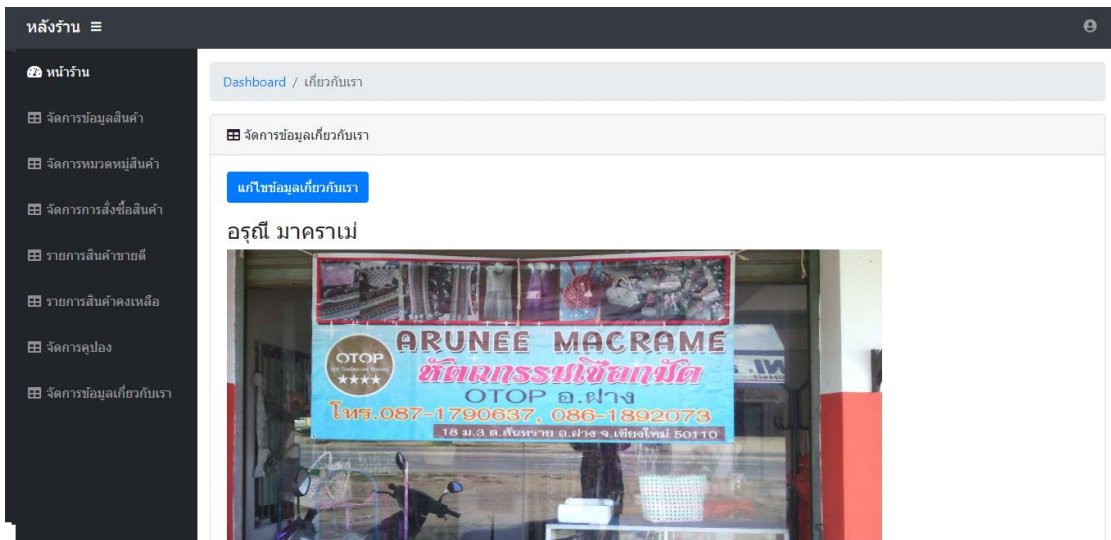 หลังร้าน
หน้าร้าน
จัดการข้อมูลสินค้า
จัดการหมวดหมู่สินค้า
จัดการการสั่งซื้อสินค้า
รายการสินค้าขายดี
รายการสินค้าคงเหลือ
จัดการคูปอง
จัดการข้อมูลเกี่ยวกับเรา
Dashboard / เกี่ยวกับเรา
จัดการข้อมูลเกี่ยวกับเรา
แก้ไขข้อมูลเกี่ยวกับเรา
อรุณี มาคราเม่
ARUNEE MACRAME
OTOP
หัตถกรรมเชือกมัด
OTOP อ.ฝาง
โทร.087-1790637, 086-1892073
18 ม.3 ต.สันทราย อ.ฝาง จ.เชียงใหม่ 50110